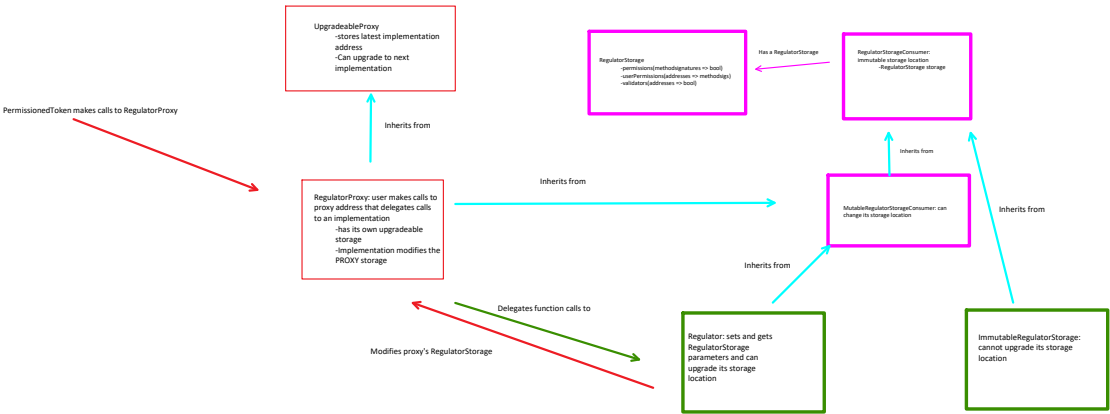 UpgradeableProxy
-stores latest implementation
address
-Can upgrade to next
implementation
RegulatorStorage
-permissions(methodsignatures => bool)
-userPermissions(addresses => methodsigs)
-validators(addresses => bool)
Has a RegulatorStorage
RegulatorStorageConsumer:
immutable storage location
-RegulatorStorage storage
PermissionedToken makes calls to RegulatorProxy
Inherits from
Inherits from
RegulatorProxy: user makes calls to
proxy address that delegates calls
to an implementation
-has its own upgradeable
storage
-Implementation modifies the
PROXY storage
Inherits from
MutableRegulatorStorageConsumer: can
change its storage location
Inherits from
Inherits from
Delegates function calls to
Modifies proxy's RegulatorStorage
Regulator: sets and gets
RegulatorStorage
parameters and can
upgrade its storage
location
ImmutableRegulatorStorage:
cannot upgrade its storage
location